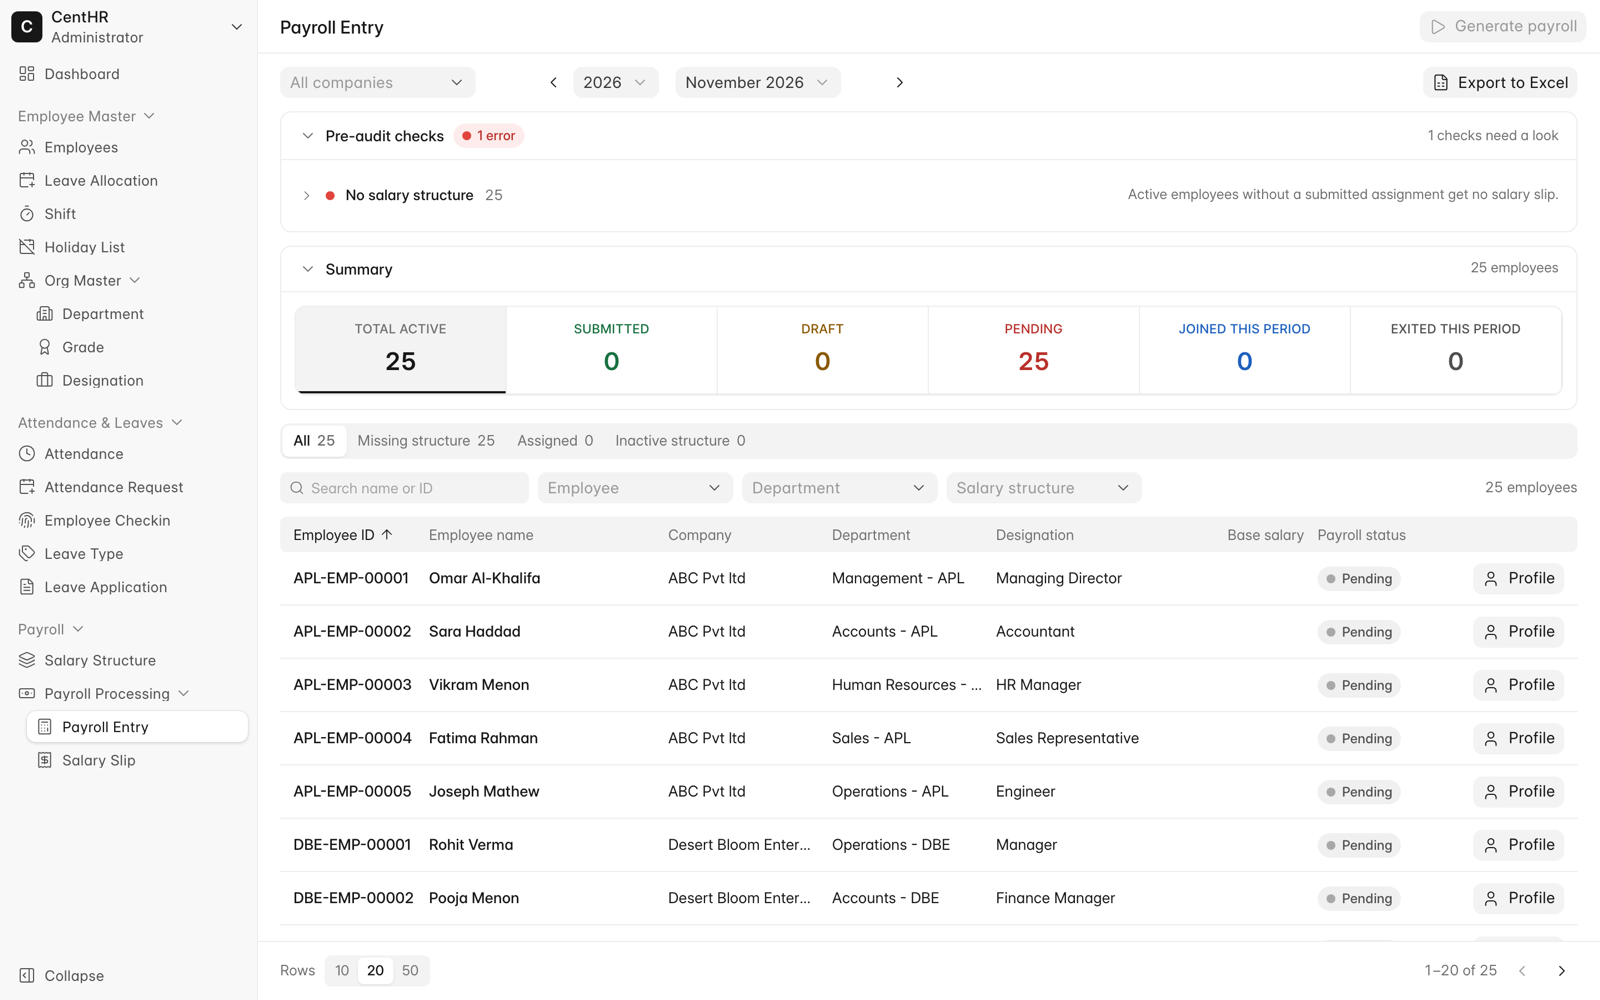 C
CentHR
Administrator
Dashboard
Employee Master
Employees
Leave Allocation
Shift
Holiday List
Org Master
Department
Grade
Designation
Attendance & Leaves
Attendance
Attendance Request
Employee Checkin
Leave Type
Leave Application
Payroll
Salary Structure
Payroll Processing
Payroll Entry
Salary Slip
Collapse
Payroll Entry
Generate payroll
All companies
2026
November 2026
Export to Excel
Pre-audit checks
1 error
1 checks need a look
No salary structure 25
Active employees without a submitted assignment get no salary slip.
Summary
25 employees
TOTAL ACTIVE
25
SUBMITTED
0
DRAFT
0
PENDING
25
JOINED THIS PERIOD
0
EXITED THIS PERIOD
0
All 25 Missing structure 25 Assigned 0 Inactive structure 0
Search name or ID
Employee
Department
Salary structure
25 employees
Employee ID Employee name Company Department Designation Base salary Payroll status
APL-EMP-00001 Omar Al-Khalifa ABC Pvt ltd Management - APL Managing Director Pending Profile
APL-EMP-00002 Sara Haddad ABC Pvt ltd Accounts - APL Accountant Pending Profile
APL-EMP-00003 Vikram Menon ABC Pvt ltd Human Resources - ... HR Manager Pending Profile
APL-EMP-00004 Fatima Rahman ABC Pvt ltd Sales - APL Sales Representative Pending Profile
APL-EMP-00005 Joseph Mathew ABC Pvt ltd Operations - APL Engineer Pending Profile
DBE-EMP-00001 Rohit Verma Desert Bloom Enter... Operations - DBE Manager Pending Profile
DBE-EMP-00002 Pooja Menon Desert Bloom Enter... Accounts - DBE Finance Manager Pending Profile
Rows 10 20 50
1–20 of 25